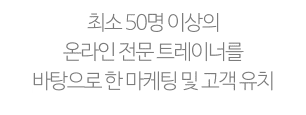 최소 50명 이상의
온라인 전문 트레이너를
바탕으로 한 마케팅 및 고객 유치